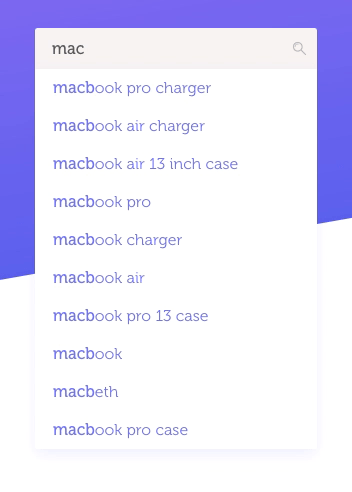 mac
macbook pro charger
macbook air charger
macbook air 13 inch case
macbook pro
macbook charger
macbook air
macbook pro 13 case
macbook
macbeth
macbook pro case